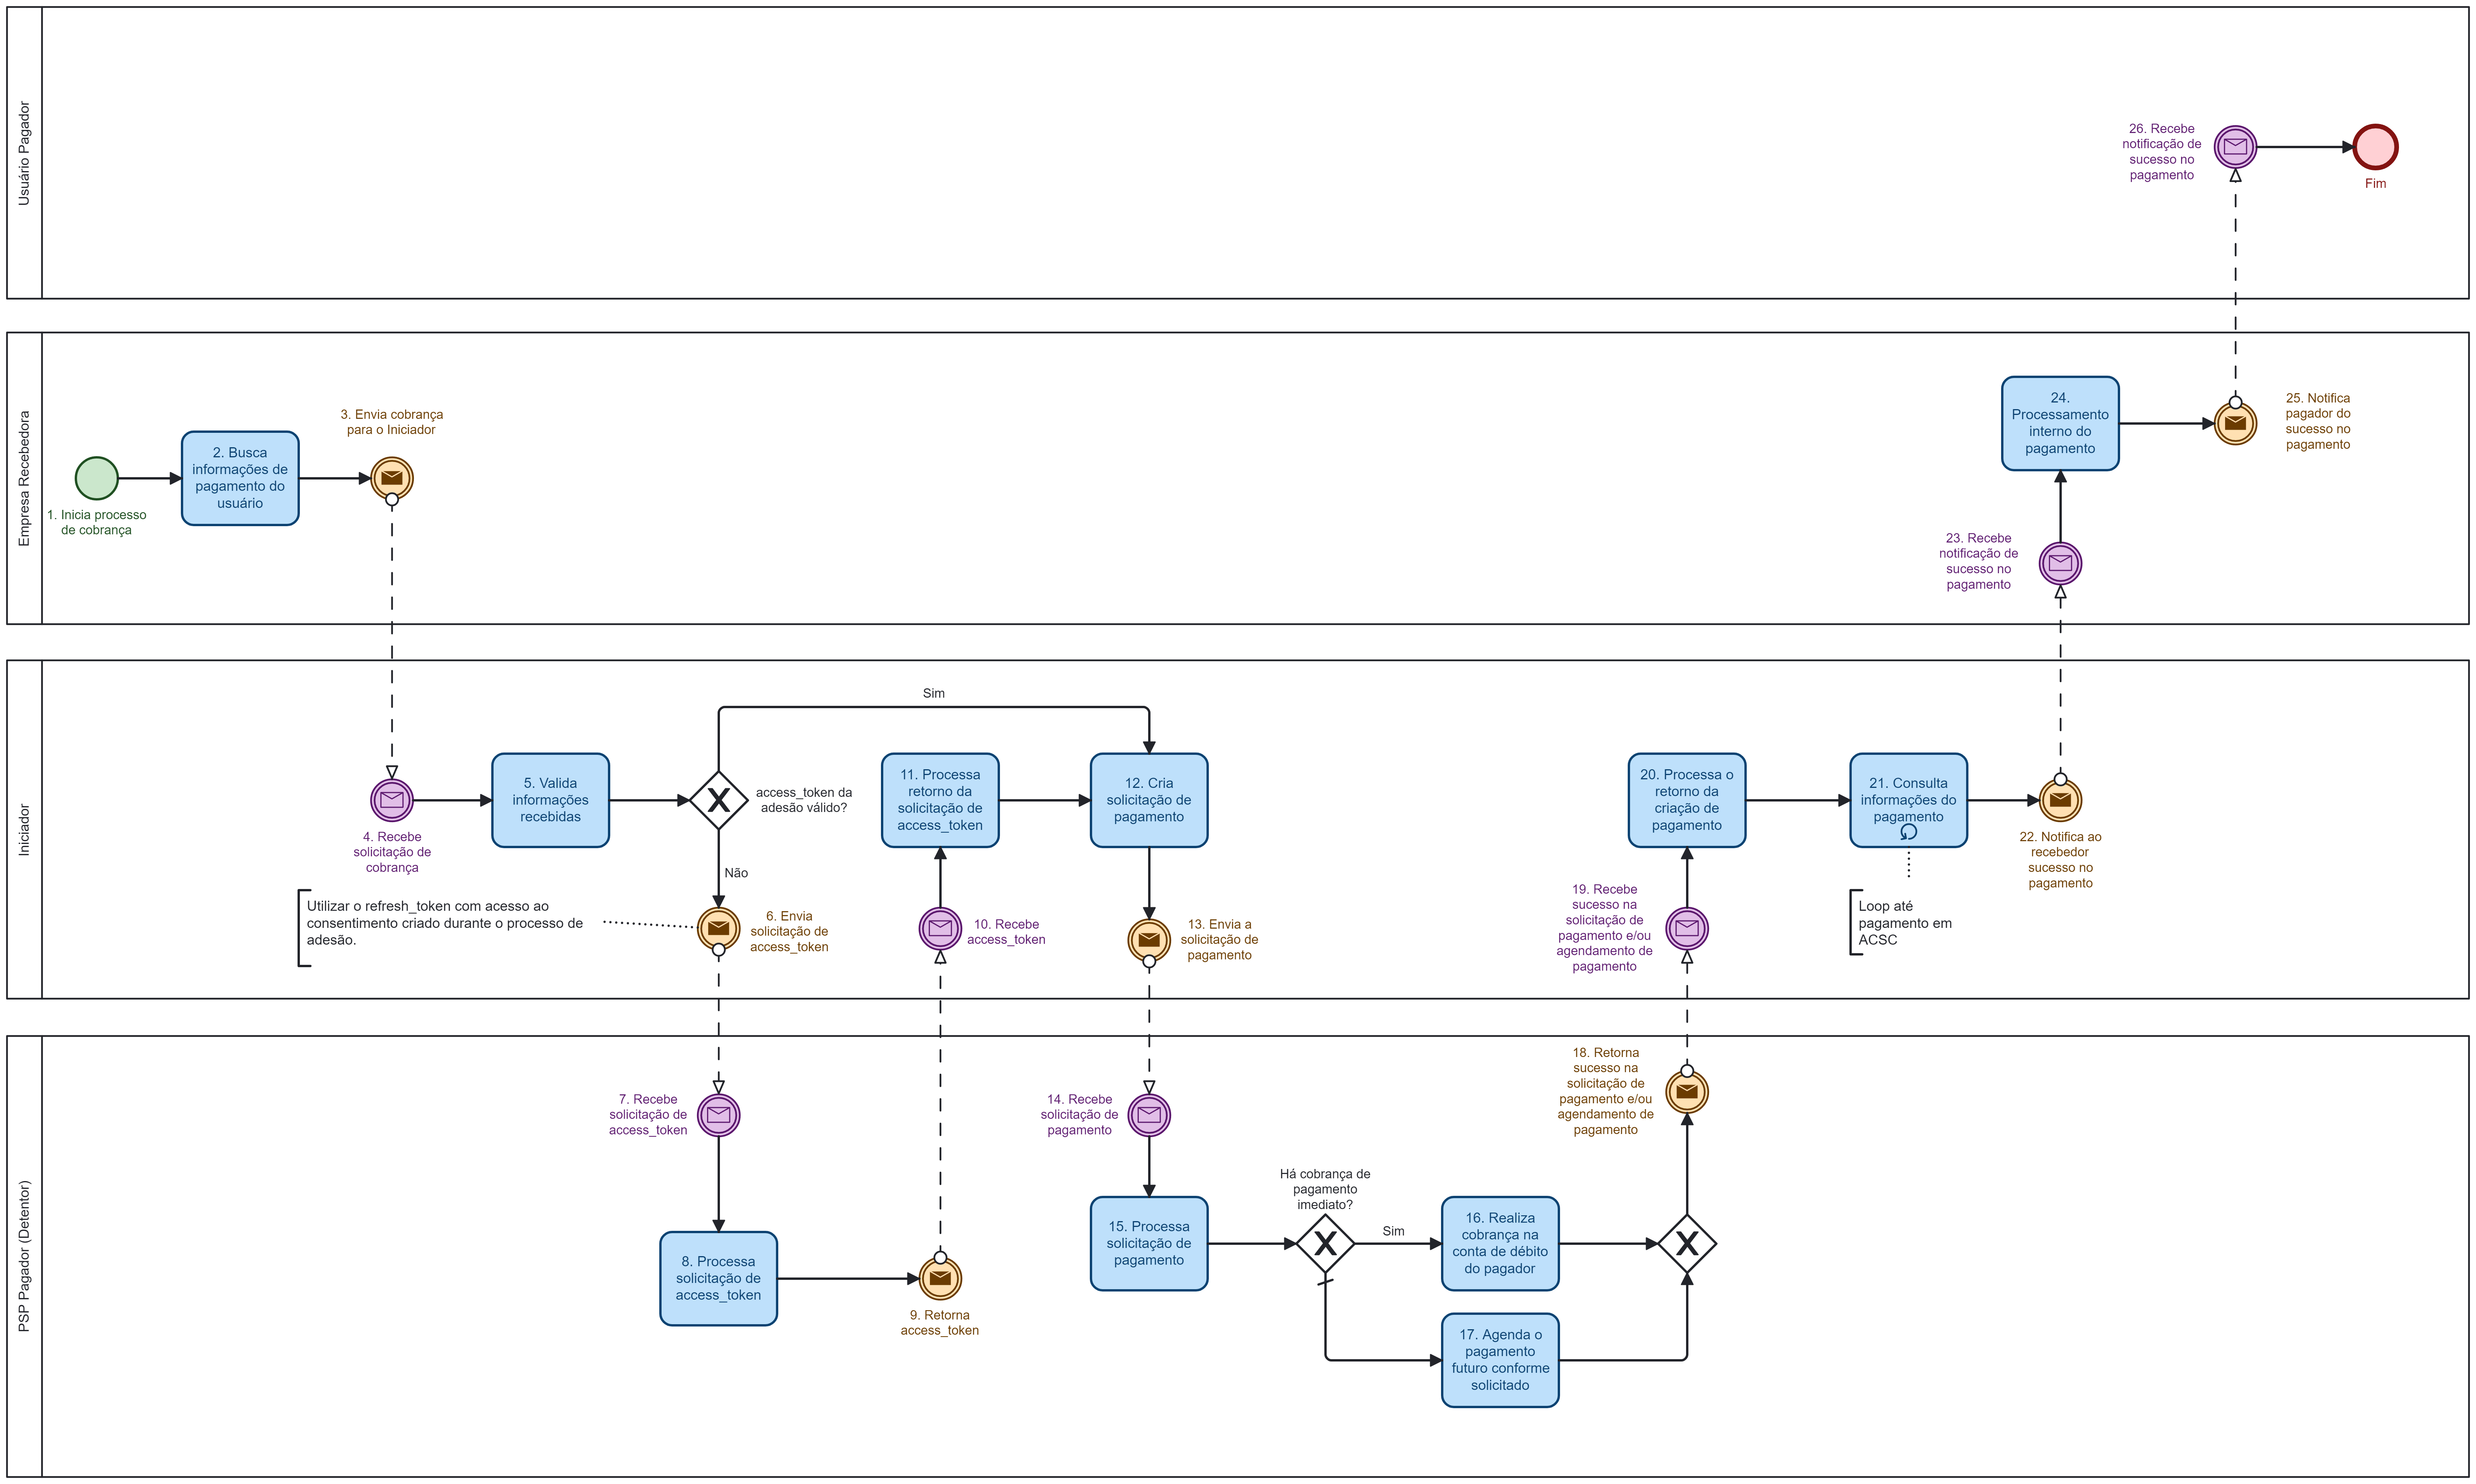 Usuário Pagador
26. Recebe
notificação de
sucesso no
pagamento
Fim
Empresa Recebedora
1. Inicia processo
de cobrança
2. Busca
informações de
pagamento do
usuário
3. Envia cobrança
para o Iniciador
23. Recebe
notificação de
sucesso no
pagamento
24.
Processamento
interno do
pagamento
25. Notifica
pagador do
sucesso no
pagamento
Iniciador
4. Recebe
solicitação de
cobrança
5. Valida
informações
recebidas
access_token da
adesão válido?
Sim
Não
Utilizar o refresh_token com acesso ao
consentimento criado durante o processo de
adesão.
6. Envia
solicitação de
access_token
10. Recebe
access_token
11. Processa
retorno da
solicitação de
access_token
12. Cria
solicitação de
pagamento
13. Envia a
solicitação de
pagamento
19. Recebe
sucesso na
solicitação de
pagamento e/ou
agendamento de
pagamento
20. Processa o
retorno da
criação de
pagamento
21. Consulta
informações do
pagamento
Loop até
pagamento em
ACSC
22. Notifica ao
recebedor
sucesso no
pagamento
PSP Pagador (Detentor)
7. Recebe
solicitação de
access_token
8. Processa
solicitação de
access_token
9. Retorna
access_token
14. Recebe
solicitação de
pagamento
15. Processa
solicitação de
pagamento
Há cobrança de
pagamento
imediato?
Sim
16. Realiza
cobrança na
conta de débito
do pagador
17. Agenda o
pagamento
futuro conforme
solicitado
18. Retorna
sucesso na
solicitação de
pagamento e/ou
agendamento de
pagamento